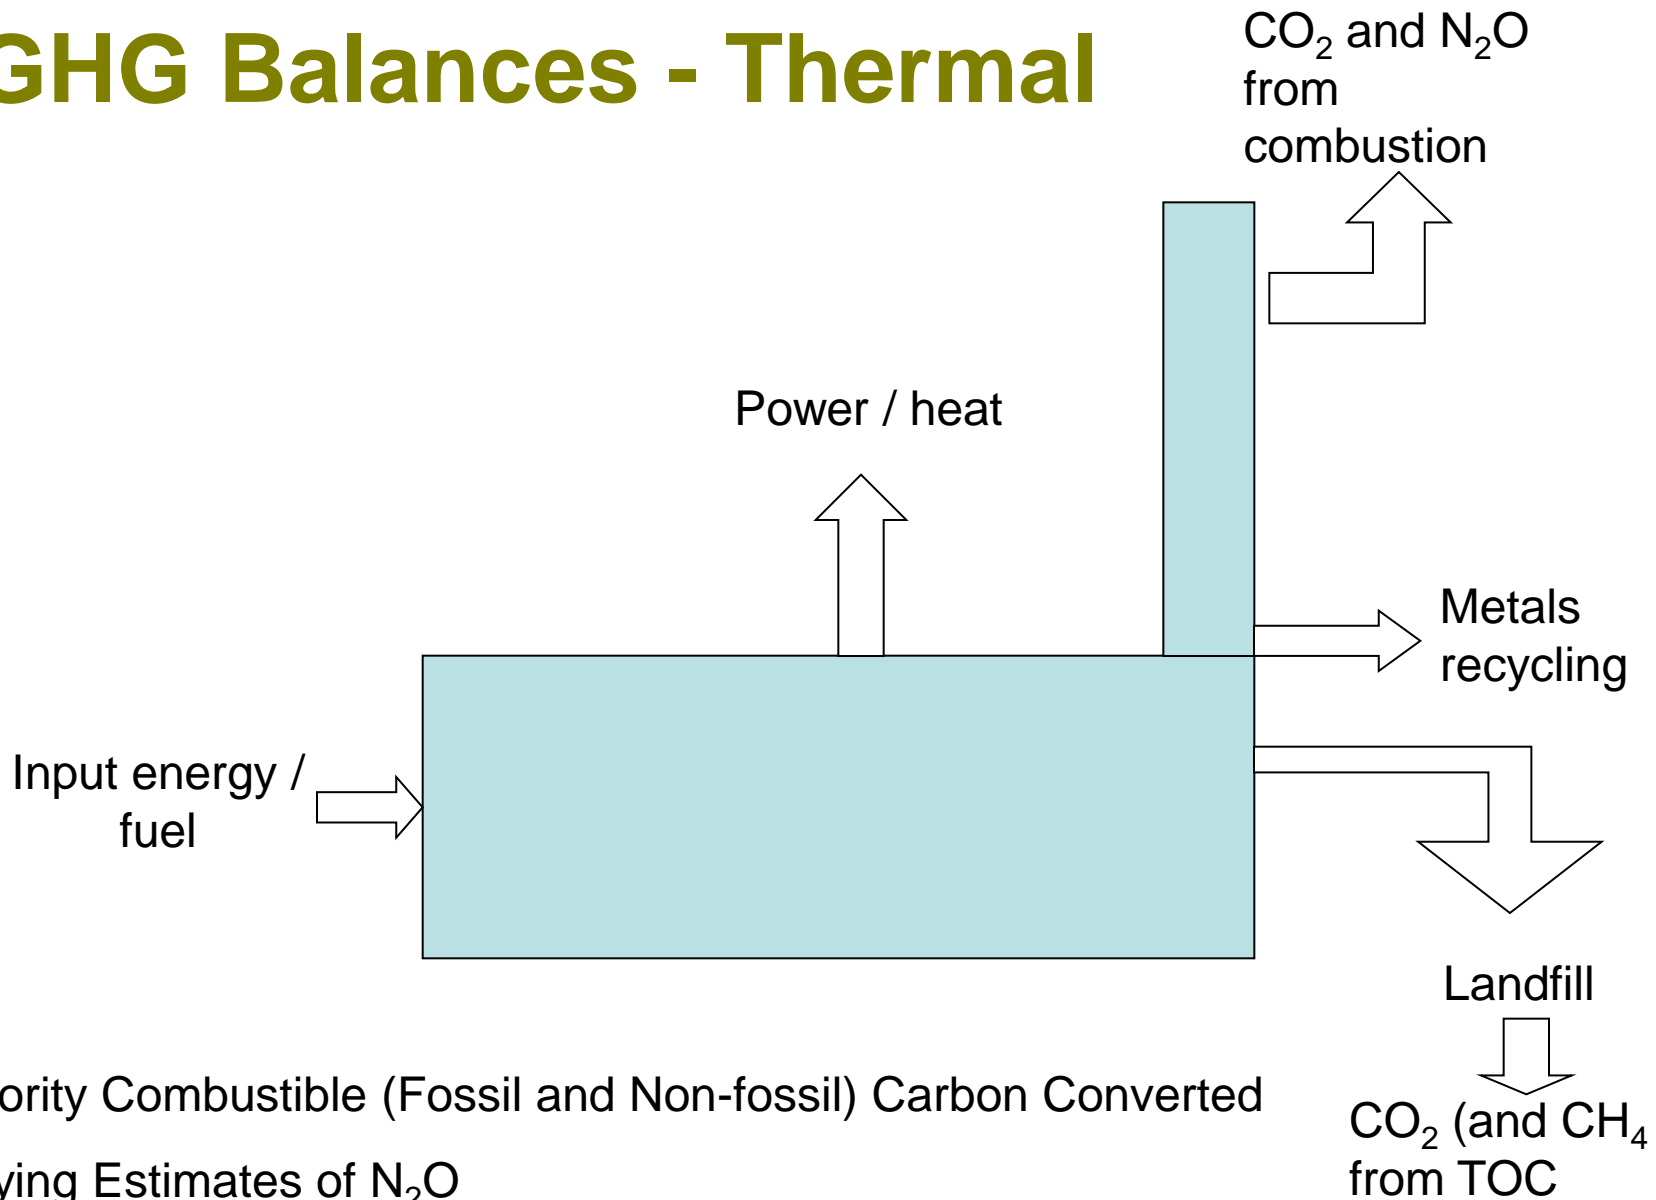 GHG Balances - Thermal
CO₂ and N₂O
from
combustion
Power / heat
Metals
recycling
Input energy /
fuel
Landfill
ority Combustible (Fossil and Non-fossil) Carbon Converted
CO₂ (and CH₄
from TOC
ying Estimates of N₂O